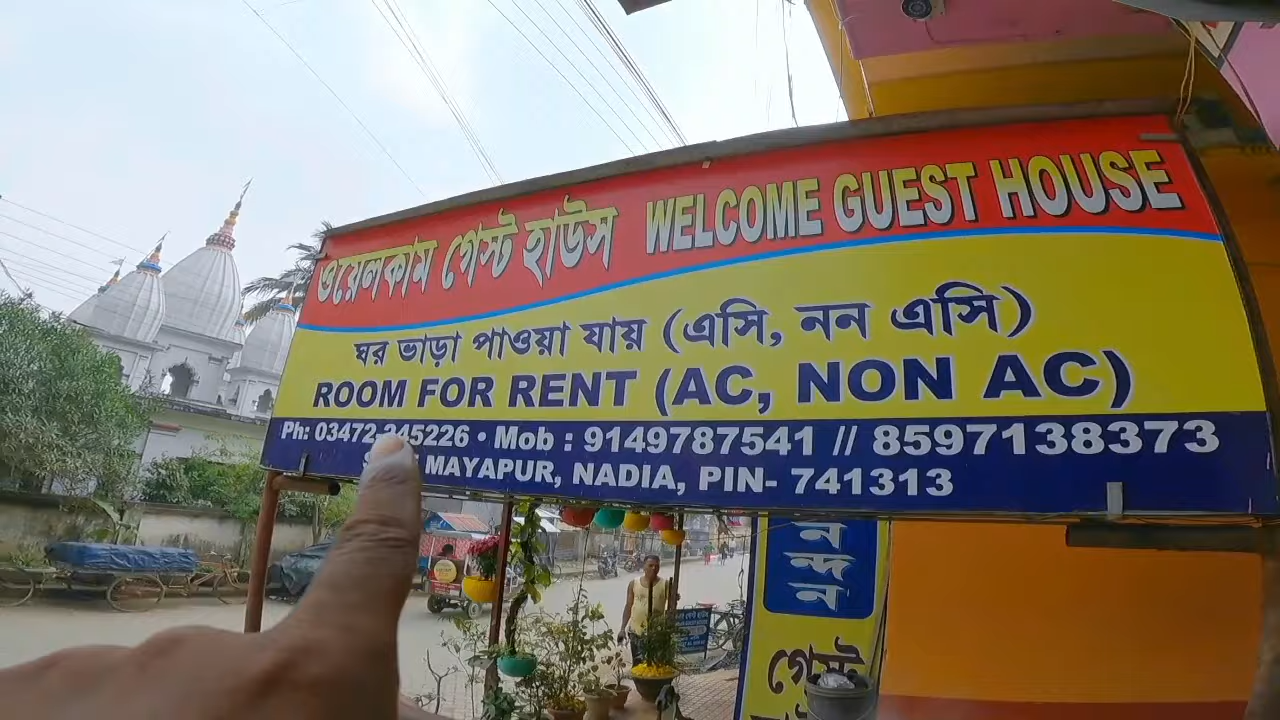 ওয়েলকাম গেস্ট হাউস WELCOME GUEST HOUSE
ঘর ভাড়া পাওয়া যায় (এসি, নন এসি)
ROOM FOR RENT (AC, NON AC)
Ph: 03472 245226 • Mob : 9149787541 // 8597138373
MAYAPUR, NADIA, PIN- 741313
গেস্ট